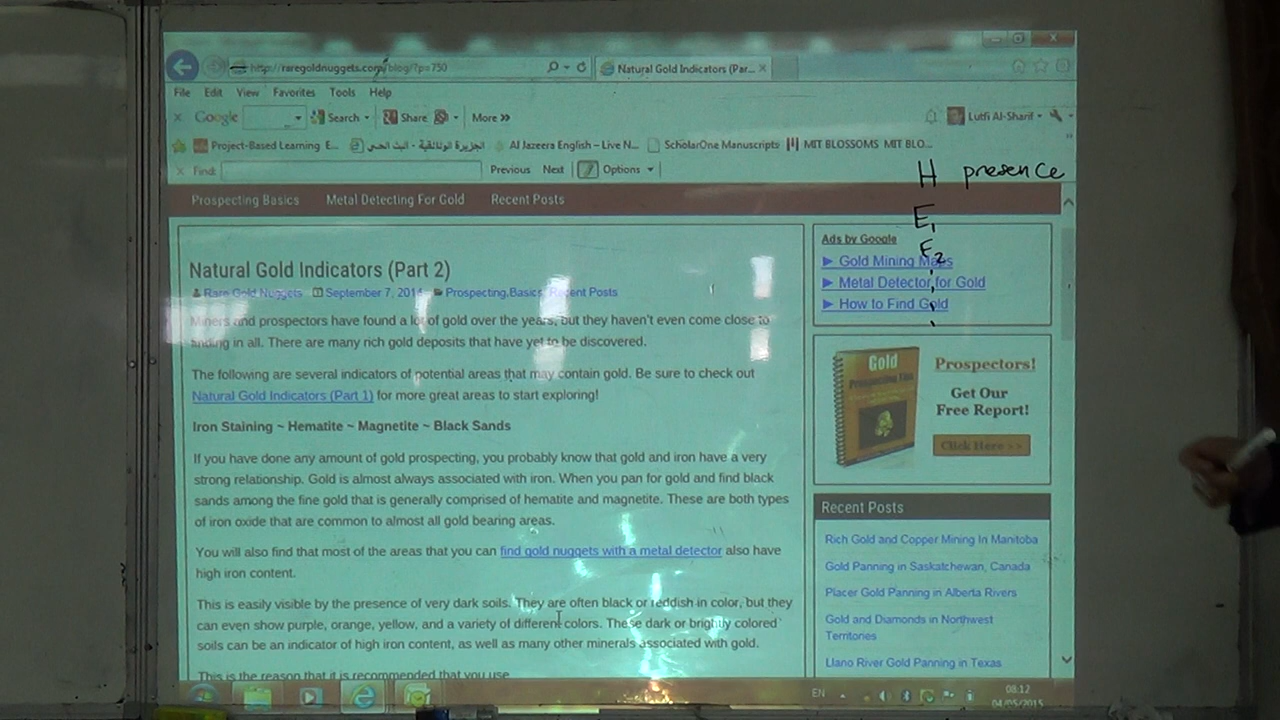 http://raregoldnuggets.com/blog/?p=750
Natural Gold Indicators (Par... ×
File Edit View Favorites Tools Help
× Google Search Share More »
Lutfi Al-Sharif
Project-Based Learning E... الجزيرة الوثائقية - البث الحي Al Jazeera English – Live N... ScholarOne Manuscripts MIT BLOSSOMS MIT BLO...
× Find: Previous Next Options
H presence
E1
E2
Prospecting Basics Metal Detecting For Gold Recent Posts
Natural Gold Indicators (Part 2)
Rare Gold Nuggets September 7, 2014 Prospecting Basics, Recent Posts
Miners and prospectors have found a lot of gold over the years, but they haven't even come close to
finding in all. There are many rich gold deposits that have yet to be discovered.
The following are several indicators of potential areas that may contain gold. Be sure to check out
Natural Gold Indicators (Part 1) for more great areas to start exploring!
Iron Staining ~ Hematite ~ Magnetite ~ Black Sands
If you have done any amount of gold prospecting, you probably know that gold and iron have a very
strong relationship. Gold is almost always associated with iron. When you pan for gold and find black
sands among the fine gold that is generally comprised of hematite and magnetite. These are both types
of iron oxide that are common to almost all gold bearing areas.
You will also find that most of the areas that you can find gold nuggets with a metal detector also have
high iron content.
This is easily visible by the presence of very dark soils. They are often black or reddish in color, but they
can even show purple, orange, yellow, and a variety of different colors. These dark or brightly colored
soils can be an indicator of high iron content, as well as many other minerals associated with gold.
This is the reason that it is recommended that you use
Ads by Google
► Gold Mining Maps
► Metal Detector for Gold
► How to Find Gold
Gold
Prospectors!
Get Our
Free Report!
Click Here >>
Recent Posts
Rich Gold and Copper Mining In Manitoba
Gold Panning in Saskatchewan, Canada
Placer Gold Panning in Alberta Rivers
Gold and Diamonds in Northwest
Territories
Llano River Gold Panning in Texas
EN
08:12
04/05/2015